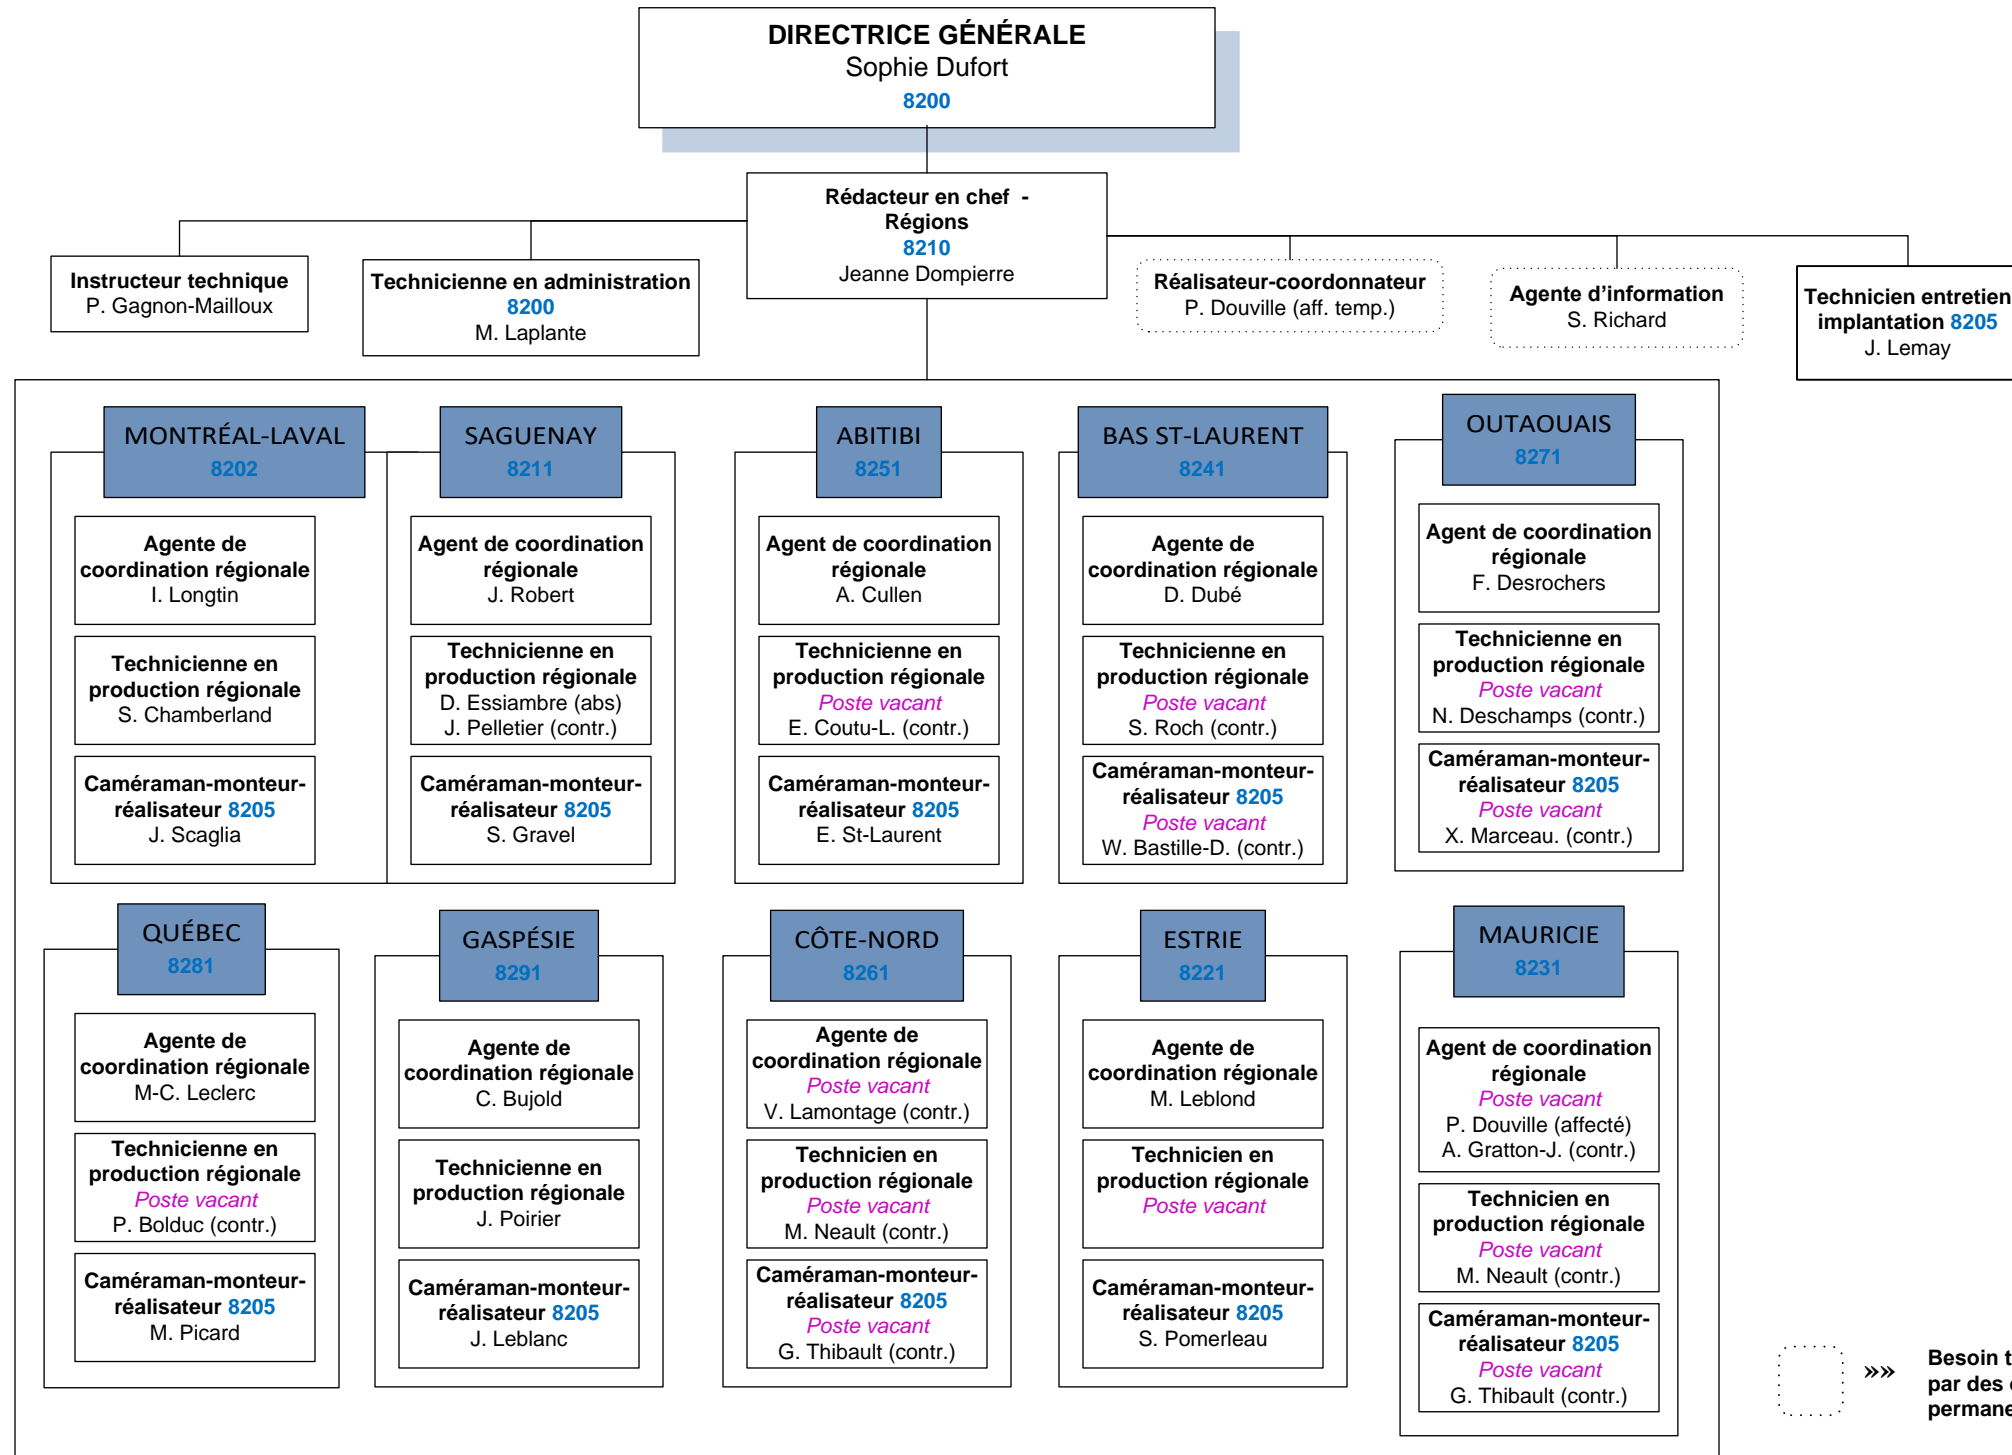 DIRECTRICE GÉNÉRALE
Sophie Dufort
8200
Rédacteur en chef -
Régions
8210
Jeanne Dompierre
Instructeur technique
P. Gagnon-Mailloux
Technicienne en administration
8200
M. Laplante
Réalisateur-coordonnateur
P. Douville (aff. temp.)
Agente d'information
S. Richard
Technicien entretien
implantation 8205
J. Lemay
MONTRÉAL-LAVAL
8202
Agente de
coordination régionale
I. Longtin
Technicienne en
production régionale
S. Chamberland
Caméraman-monteur-
réalisateur 8205
J. Scaglia
SAGUENAY
8211
Agent de coordination
régionale
J. Robert
Technicienne en
production régionale
D. Essiambre (abs)
J. Pelletier (contr.)
Caméraman-monteur-
réalisateur 8205
S. Gravel
ABITIBI
8251
Agent de coordination
régionale
A. Cullen
Technicienne en
production régionale
Poste vacant
E. Coutu-L. (contr.)
Caméraman-monteur-
réalisateur 8205
E. St-Laurent
BAS ST-LAURENT
8241
Agente de
coordination régionale
D. Dubé
Technicienne en
production régionale
Poste vacant
S. Roch (contr.)
Caméraman-monteur-
réalisateur 8205
Poste vacant
W. Bastille-D. (contr.)
OUTAOUAIS
8271
Agent de coordination
régionale
F. Desrochers
Technicienne en
production régionale
Poste vacant
N. Deschamps (contr.)
Caméraman-monteur-
réalisateur 8205
Poste vacant
X. Marceau. (contr.)
QUÉBEC
8281
Agente de
coordination régionale
M-C. Leclerc
Technicienne en
production régionale
Poste vacant
P. Bolduc (contr.)
Caméraman-monteur-
réalisateur 8205
M. Picard
GASPÉSIE
8291
Agente de
coordination régionale
C. Bujold
Technicienne en
production régionale
J. Poirier
Caméraman-monteur-
réalisateur 8205
J. Leblanc
CÔTE-NORD
8261
Agente de
coordination régionale
Poste vacant
V. Lamontage (contr.)
Technicien en
production régionale
Poste vacant
M. Neault (contr.)
Caméraman-monteur-
réalisateur 8205
Poste vacant
G. Thibault (contr.)
ESTRIE
8221
Agente de
coordination régionale
M. Leblond
Technicien en
production régionale
Poste vacant
Caméraman-monteur-
réalisateur 8205
S. Pomerleau
MAURICIE
8231
Agent de coordination
régionale
Poste vacant
P. Douville (affecté)
A. Gratton-J. (contr.)
Technicien en
production régionale
Poste vacant
M. Neault (contr.)
Caméraman-monteur-
réalisateur 8205
Poste vacant
G. Thibault (contr.)
»» Besoin
par des